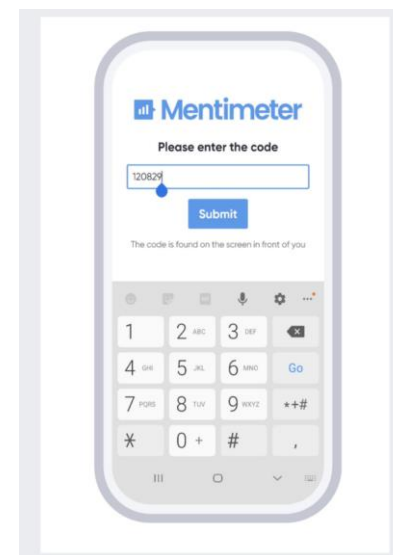 Mentimeter
Please enter the code
120829
Submit
The code is found on the screen in front of you
1 2 ABC 3 DEF
4 GHI 5 JKL 6 MNO Go
7 PQRS 8 TUV 9 WXYZ *+#
* 0 + # ,